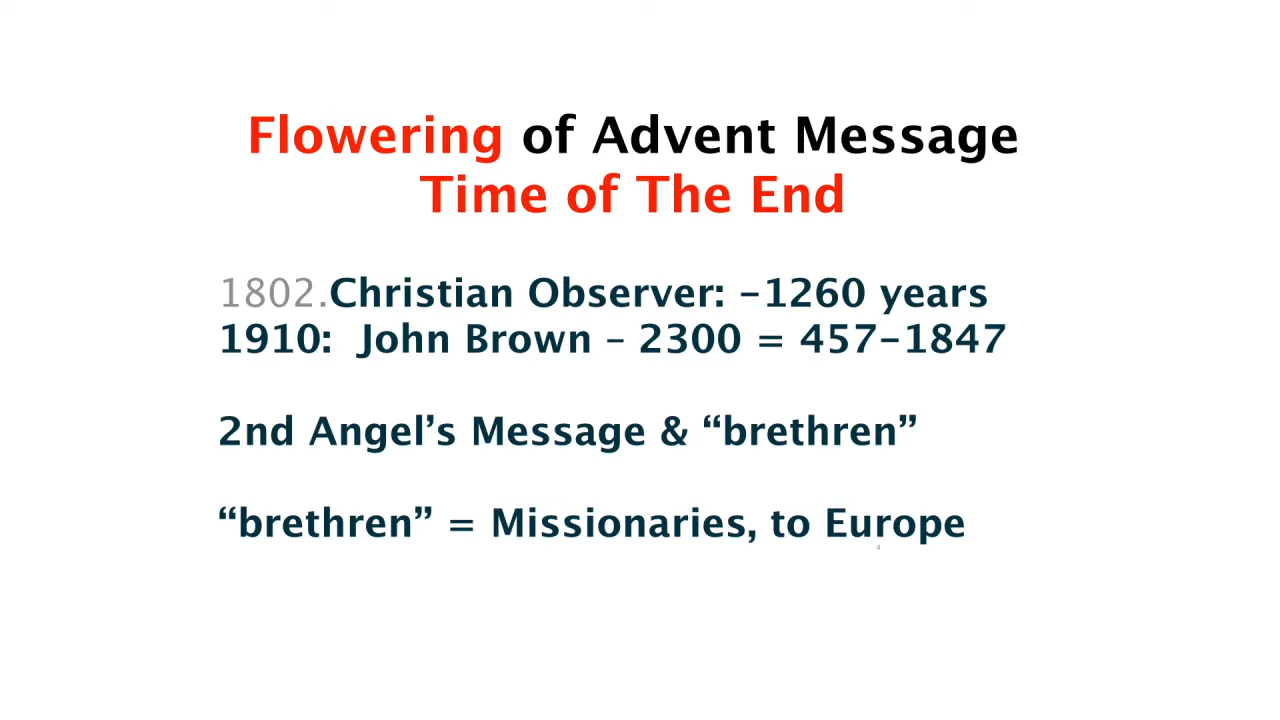 Flowering of Advent Message
Time of The End
1802.Christian Observer: -1260 years
1910:  John Brown – 2300 = 457-1847
2nd Angel’s Message & “brethren”
“brethren” = Missionaries, to Europe
4